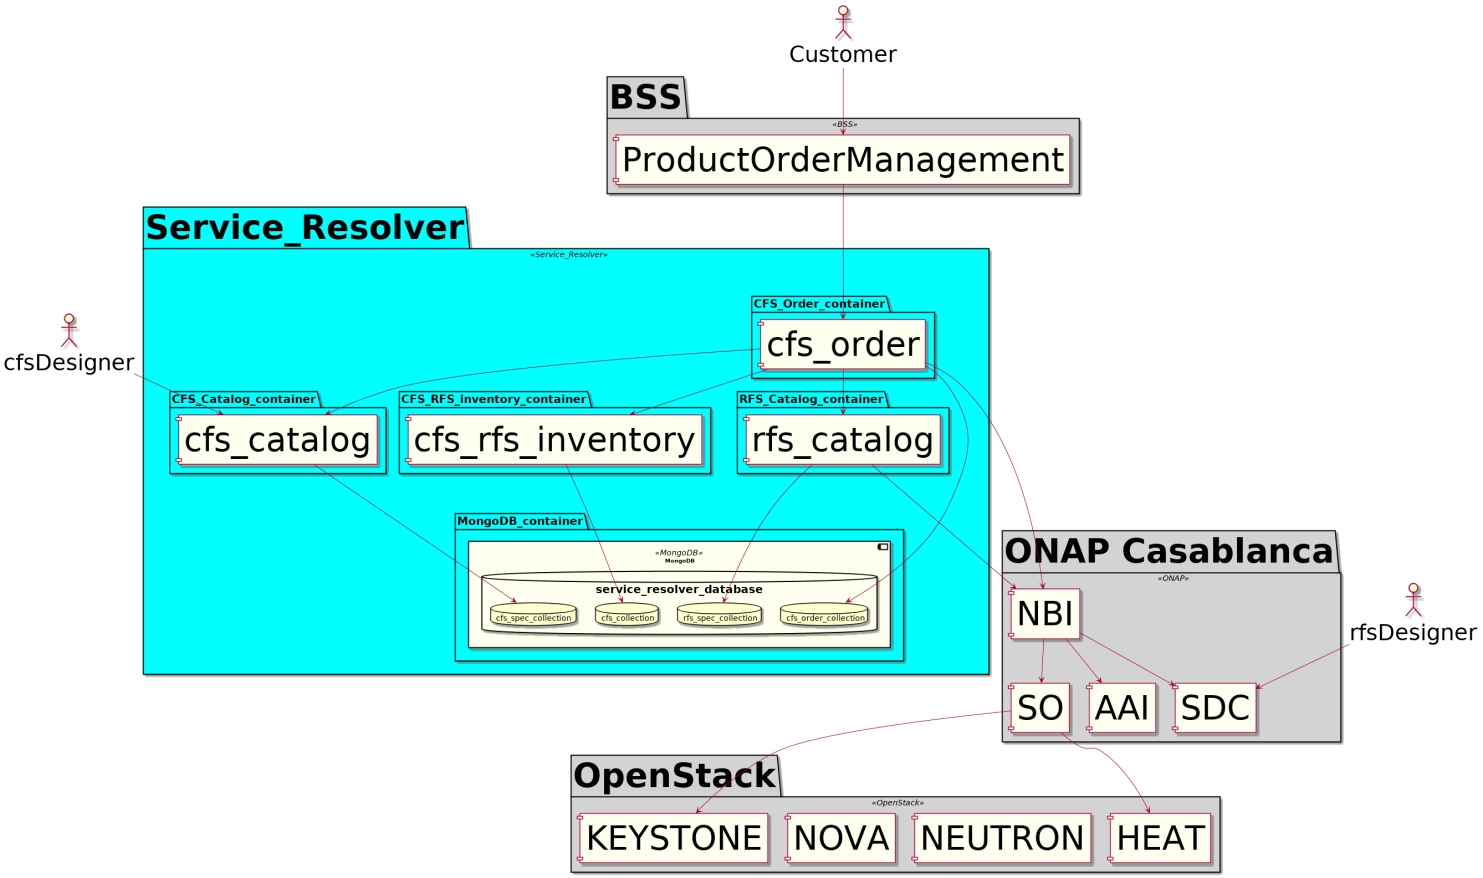 Customer
BSS
«BSS»
ProductOrderManagement
Service_Resolver
«Service_Resolver»
CFS_Order_container
cfs_order
cfsDesigner
CFS_Catalog_container
cfs_catalog
CFS_RFS_inventory_container
cfs_rfs_inventory
RFS_Catalog_container
rfs_catalog
MongoDB_container
«MongoDB»
MongoDB
service_resolver_database
cfs_spec_collection
cfs_collection
rfs_spec_collection
cfs_order_collection
ONAP Casablanca
«ONAP»
NBI
rfsDesigner
SO
AAI
SDC
OpenStack
«OpenStack»
KEYSTONE
NOVA
NEUTRON
HEAT